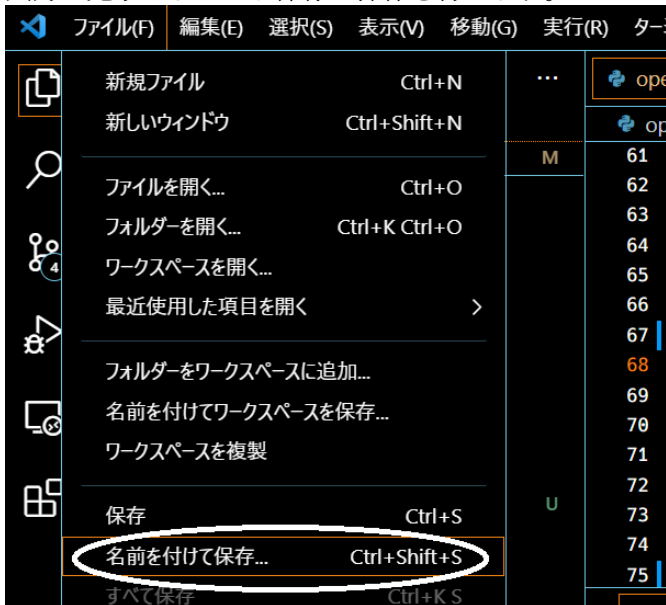 ファイル(F) 編集(E) 選択(S) 表示(V) 移動(G) 実行(R)
新規ファイル Ctrl+N
新しいウィンドウ Ctrl+Shift+N
ファイルを開く... Ctrl+O
フォルダーを開く... Ctrl+K Ctrl+O
ワークスペースを開く...
最近使用した項目を開く
フォルダーをワークスペースに追加...
名前を付けてワークスペースを保存...
ワークスペースを複製
保存 Ctrl+S
名前を付けて保存... Ctrl+Shift+S
すべて保存 Ctrl+K S
4
...
M
U
ope
op
61
62
63
64
65
66
67
68
69
70
71
72
73
74
75